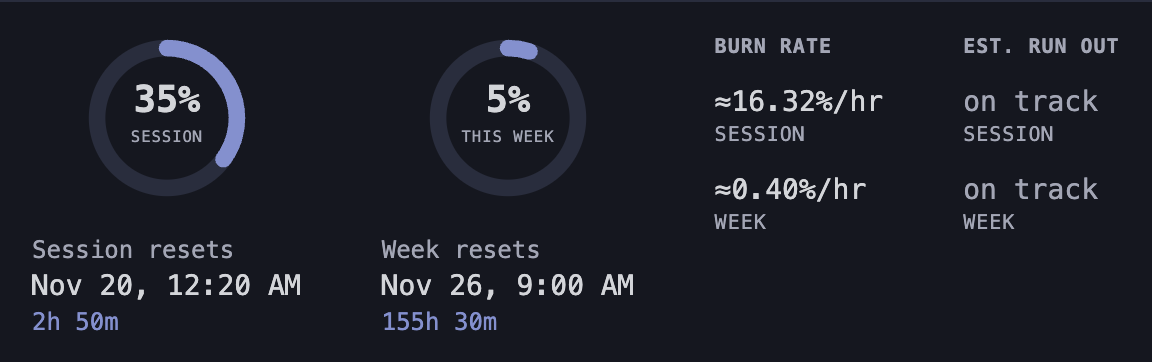 35%
SESSION
5%
THIS WEEK
Session resets
Nov 20, 12:20 AM
2h 50m
Week resets
Nov 26, 9:00 AM
155h 30m
BURN RATE
EST. RUN OUT
≈16.32%/hr
on track
SESSION
SESSION
≈0.40%/hr
on track
WEEK
WEEK